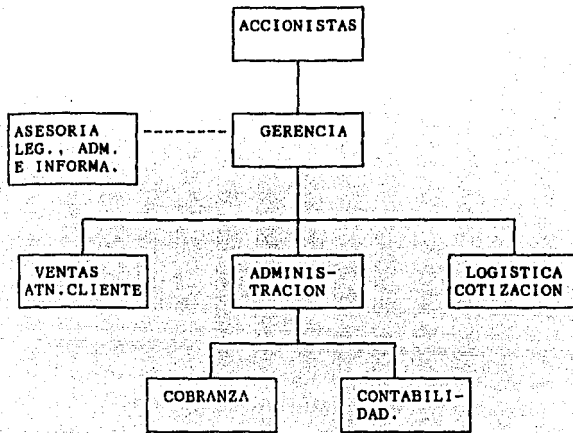 ACCIONISTAS
ASESORIA
LEG., ADM.
E INFORMA.
GERENCIA
VENTAS
ATN.CLIENTE
ADMINIS-
TRACION
LOGISTICA
COTIZACION
COBRANZA
CONTABILI-
DAD.